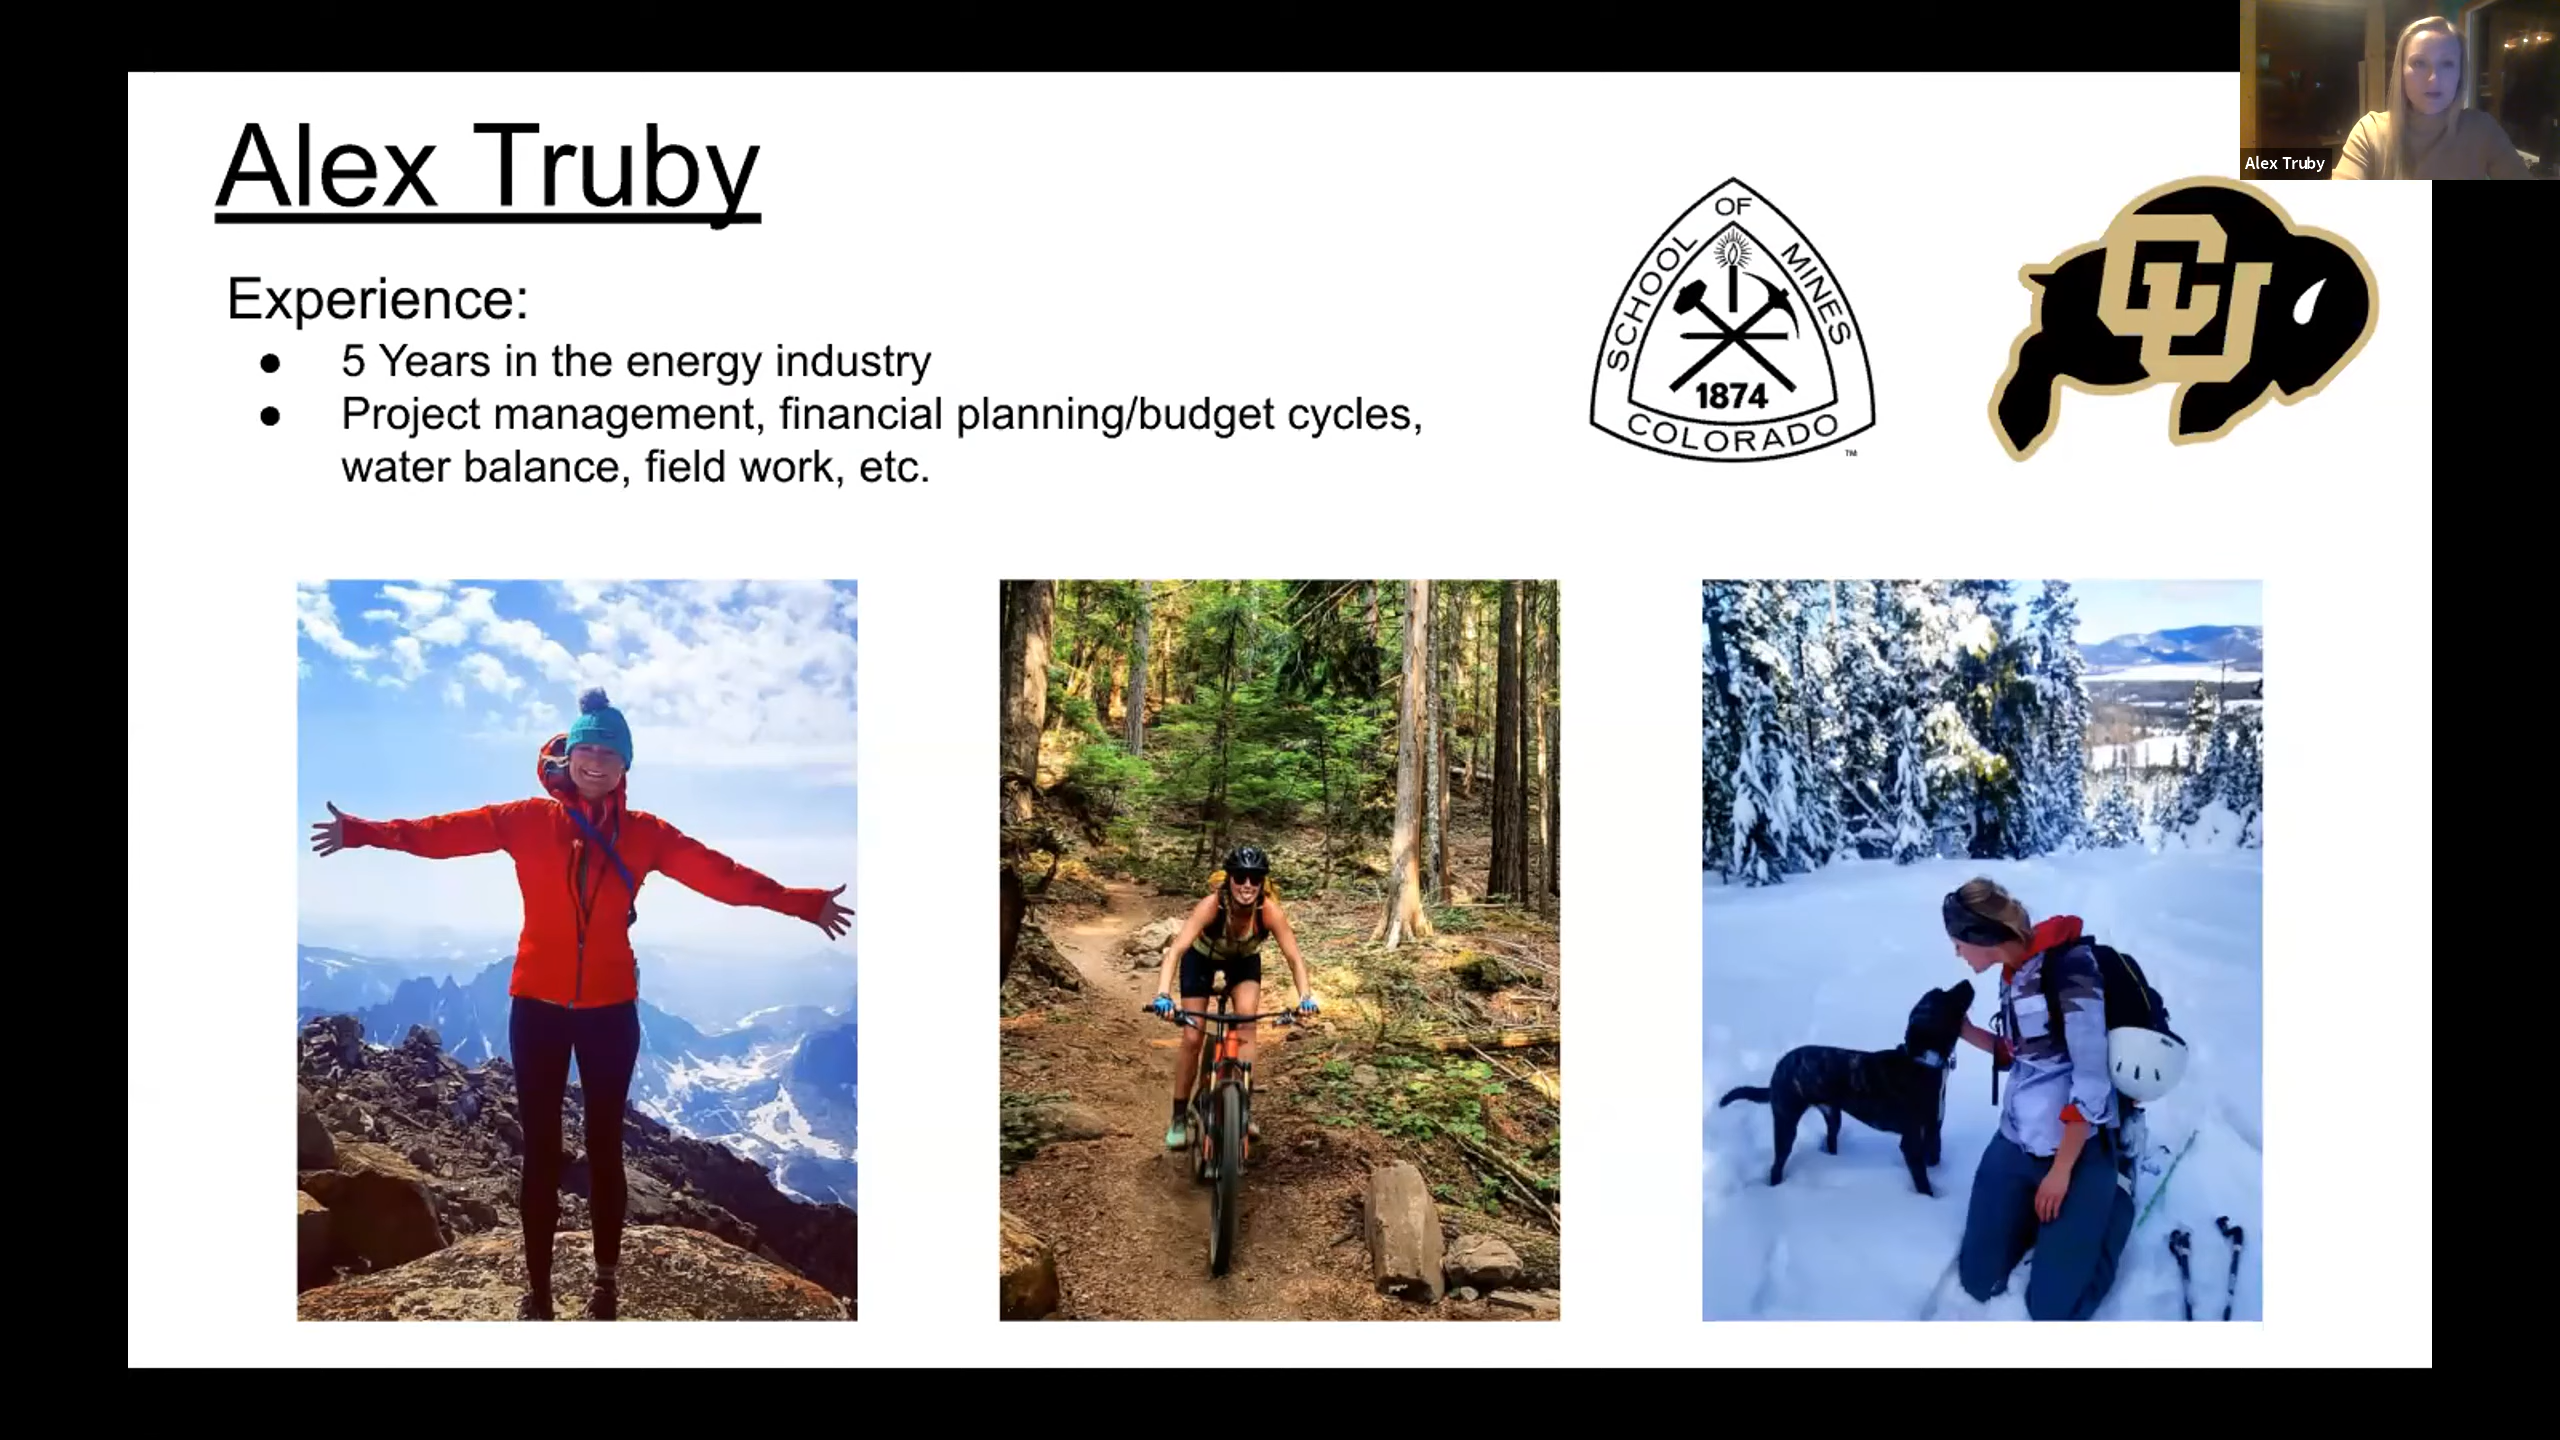 Alex Truby
Alex Truby
Experience:
● 5 Years in the energy industry
● Project management, financial planning/budget cycles,
water balance, field work, etc.
SCHOOL OF MINES
1874
COLORADO
TM
CU